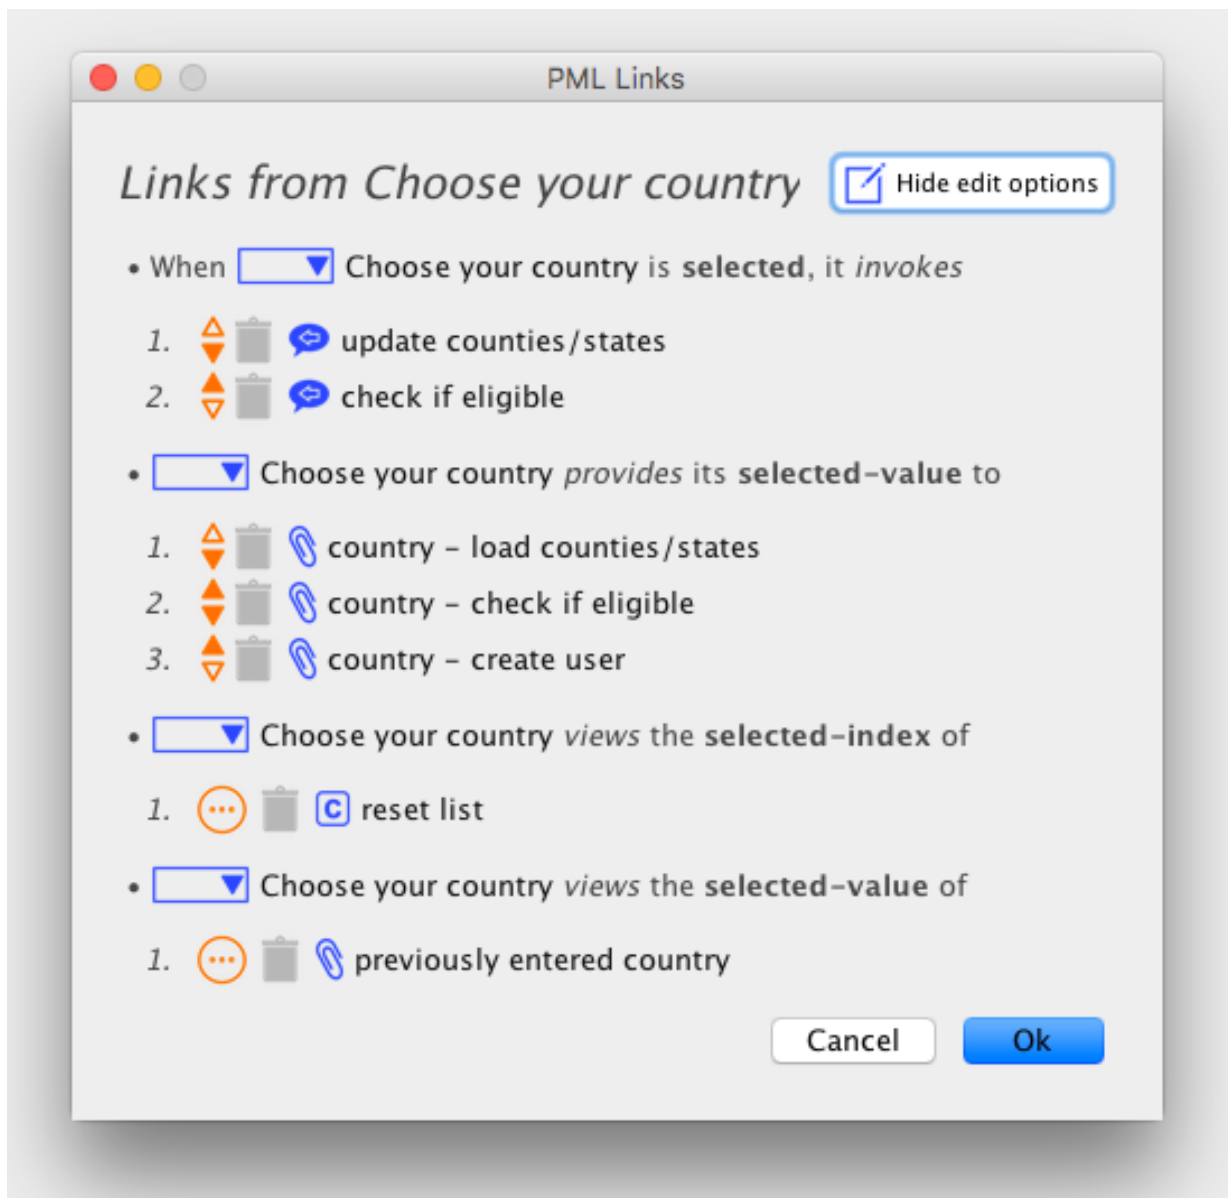 PML Links
Links from Choose your country
Hide edit options
• When Choose your country is selected, it invokes
1. update counties/states
2. check if eligible
• Choose your country provides its selected-value to
1. country – load counties/states
2. country – check if eligible
3. country – create user
• Choose your country views the selected-index of
1. C reset list
• Choose your country views the selected-value of
1. previously entered country
Cancel Ok